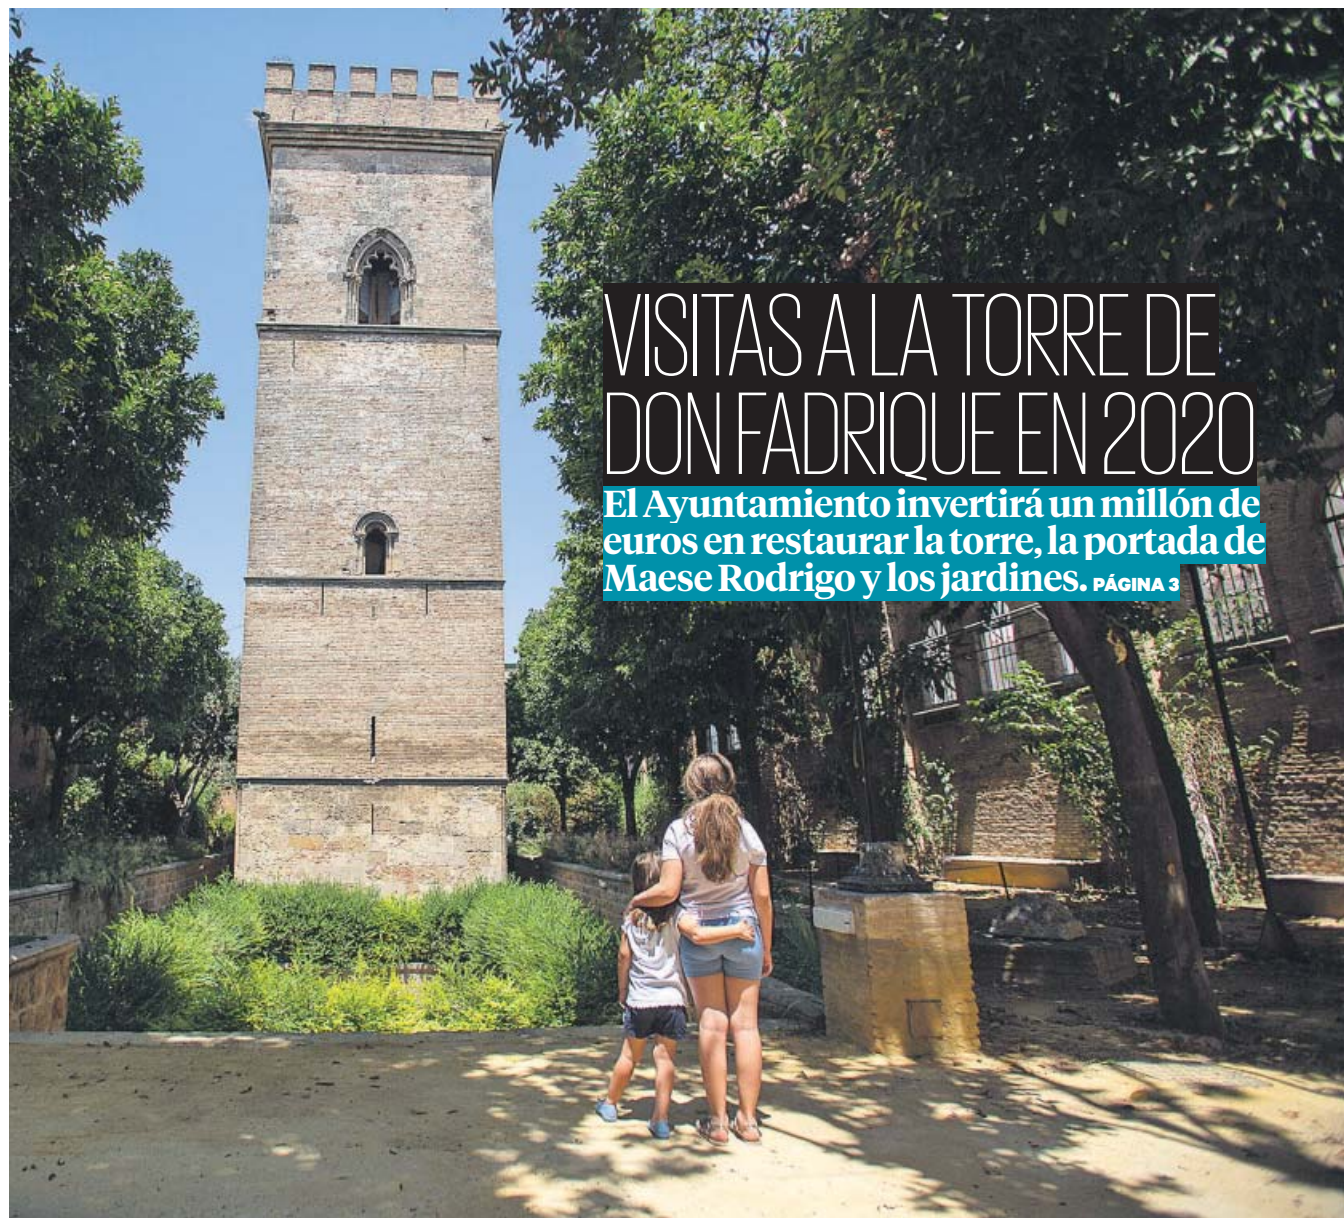 VISITAS A LA TORRE DE
DON FADRIQUE EN 2020
El Ayuntamiento invertirá un millón de
euros en restaurar la torre, la portada de
Maese Rodrigo y los jardines. PÁGINA 3